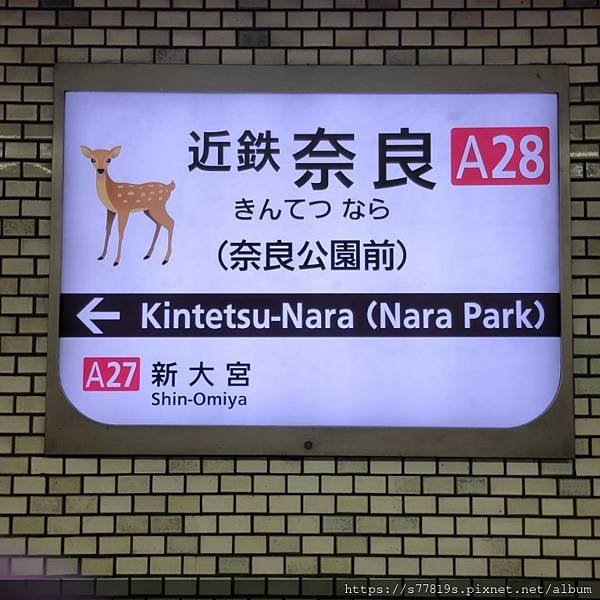 近鉄 奈良 A28
きんてつ なら
(奈良公園前)
← Kintetsu-Nara (Nara Park)
A27 新大宮
Shin-Omiya
https://s77819s.pixnet.net/album